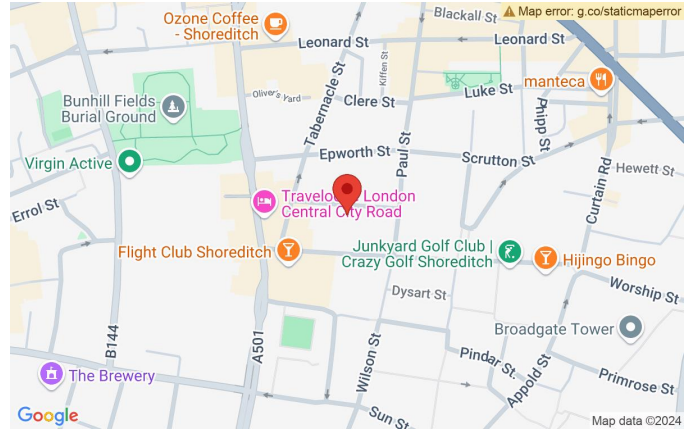 Ozone Coffee
- Shoreditch
Blackall St
Map error: g.co/staticmaperror
Leonard St
Leonard St
Tabernacle St
Kiffen St
Oliver's Yard
Clere St
Luke St
manteca
Bunhill Fields
Burial Ground
Phipp St
Epworth St
Paul St
Scrutton St
Virgin Active
Hewett St
Curtain Rd
Errol St
London
Central City Road
Flight Club Shoreditch
Junkyard Golf Club |
Crazy Golf Shoreditch
Hijingo Bingo
Worship St
Dysart St
Broadgate Tower
B144
A501
Wilson St
Pindar St.
Appold St
Primrose St
The Brewery
Sun St
Google
Map data ©2024